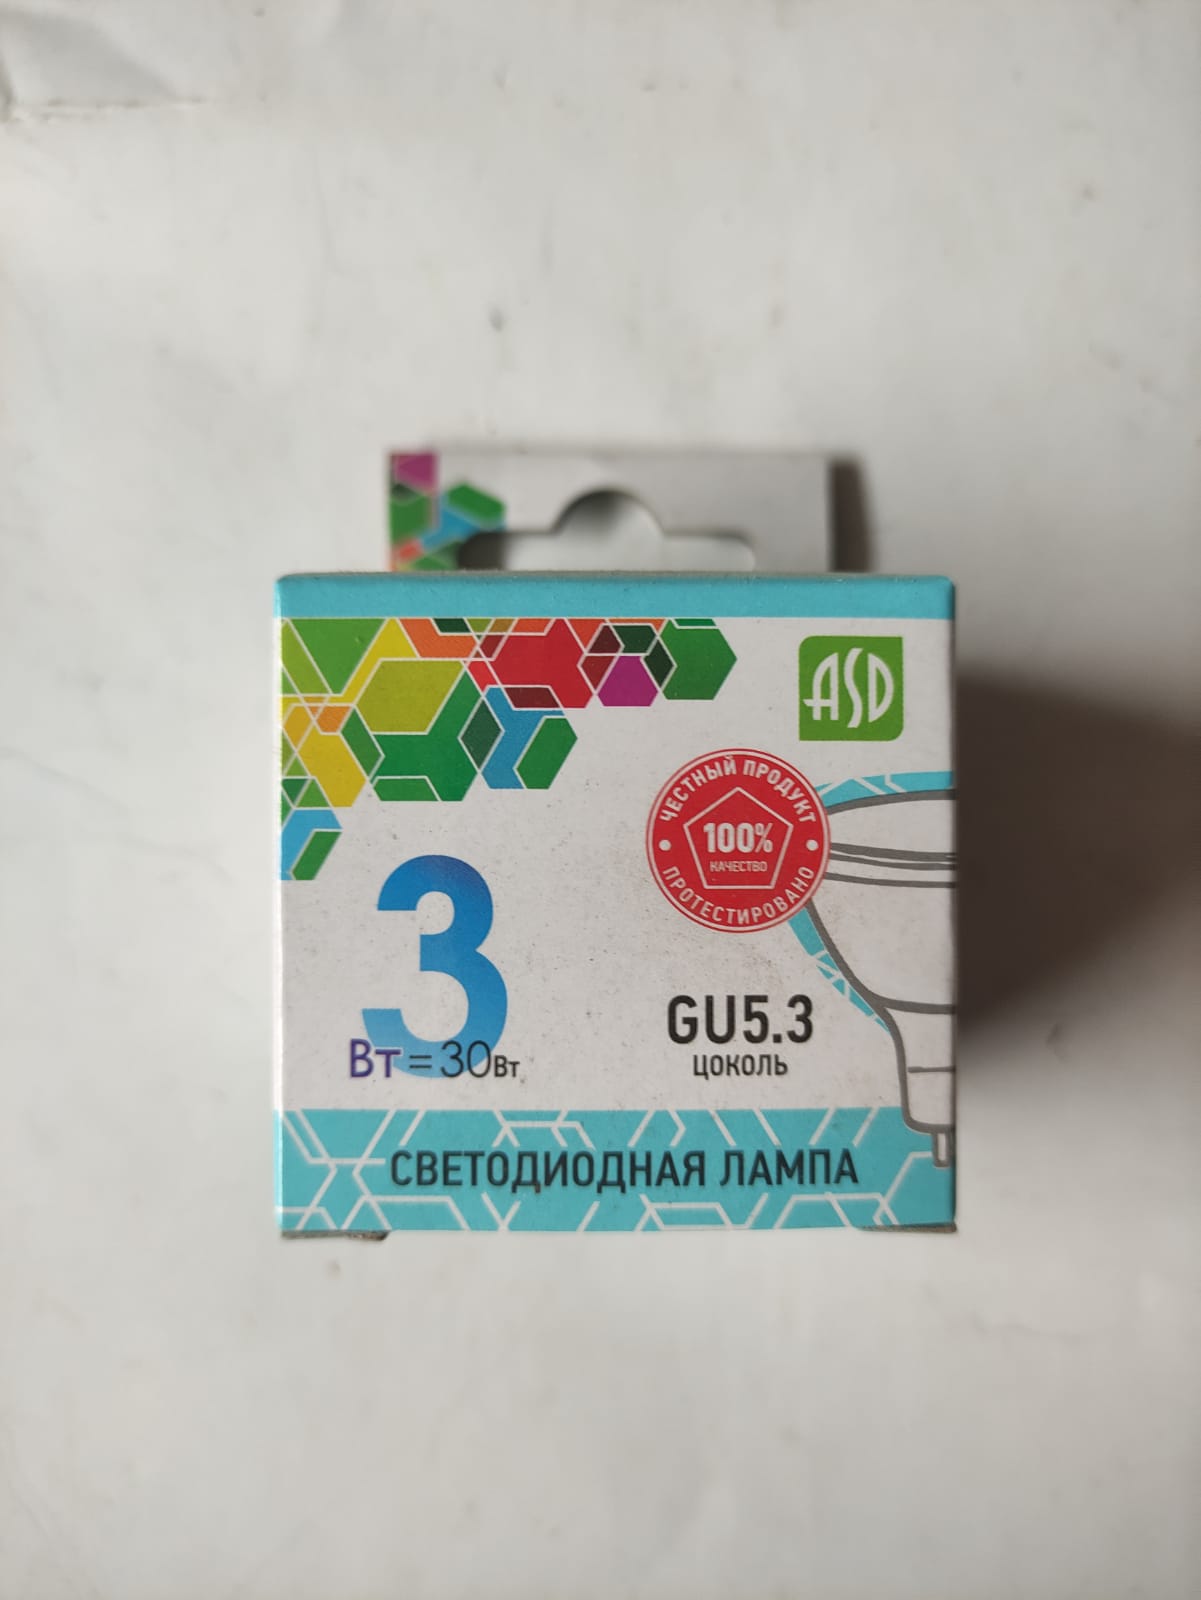 ASD
ЧЕСТНЫЙ ПРОДУКТ
100%
КАЧЕСТВО
ПРОТЕСТИРОВАНО
3
Вт = 30Вт
GU5.3
ЦОКОЛЬ
СВЕТОДИОДНАЯ ЛАМПА